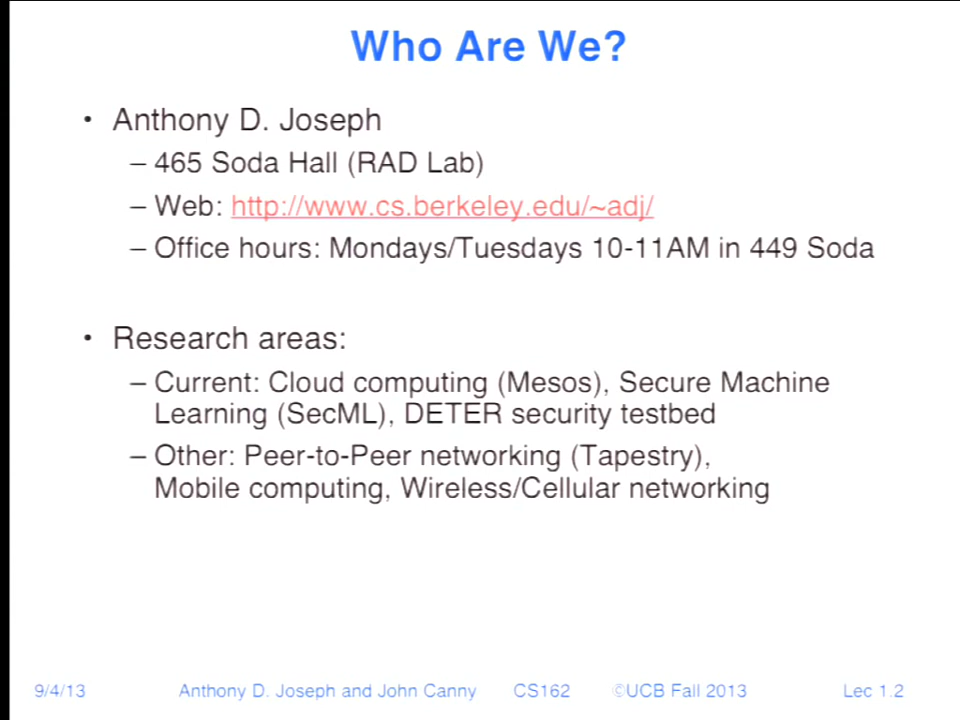 Who Are We?
• Anthony D. Joseph
– 465 Soda Hall (RAD Lab)
– Web: http://www.cs.berkeley.edu/~adj/
– Office hours: Mondays/Tuesdays 10-11AM in 449 Soda
• Research areas:
– Current: Cloud computing (Mesos), Secure Machine
Learning (SecML), DETER security testbed
– Other: Peer-to-Peer networking (Tapestry),
Mobile computing, Wireless/Cellular networking
9/4/13 Anthony D. Joseph and John Canny CS162 ©UCB Fall 2013 Lec 1.2